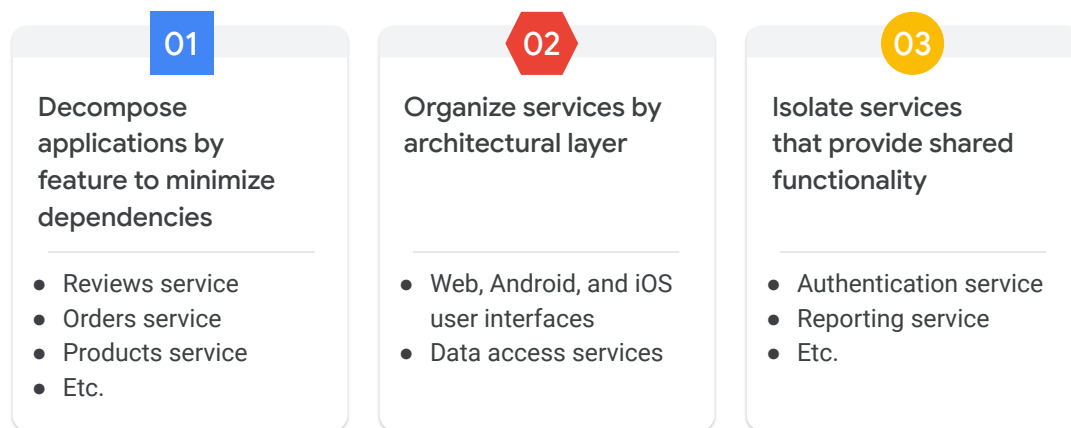 01
Decompose
applications by
feature to minimize
dependencies
● Reviews service
● Orders service
● Products service
● Etc.
02
Organize services by
architectural layer
● Web, Android, and iOS
user interfaces
● Data access services
03
Isolate services
that provide shared
functionality
● Authentication service
● Reporting service
● Etc.